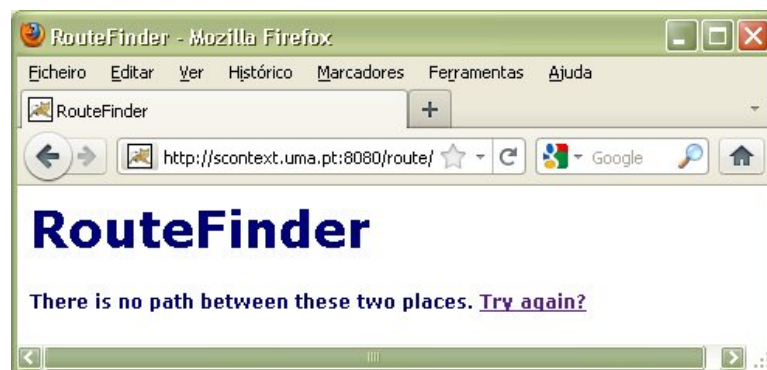 RouteFinder - Mozilla Firefox
Ficheiro Editar Ver Histórico Marcadores Ferramentas Ajuda
RouteFinder
http://scontext.uma.pt:8080/route/ Google
RouteFinder
There is no path between these two places. Try again?